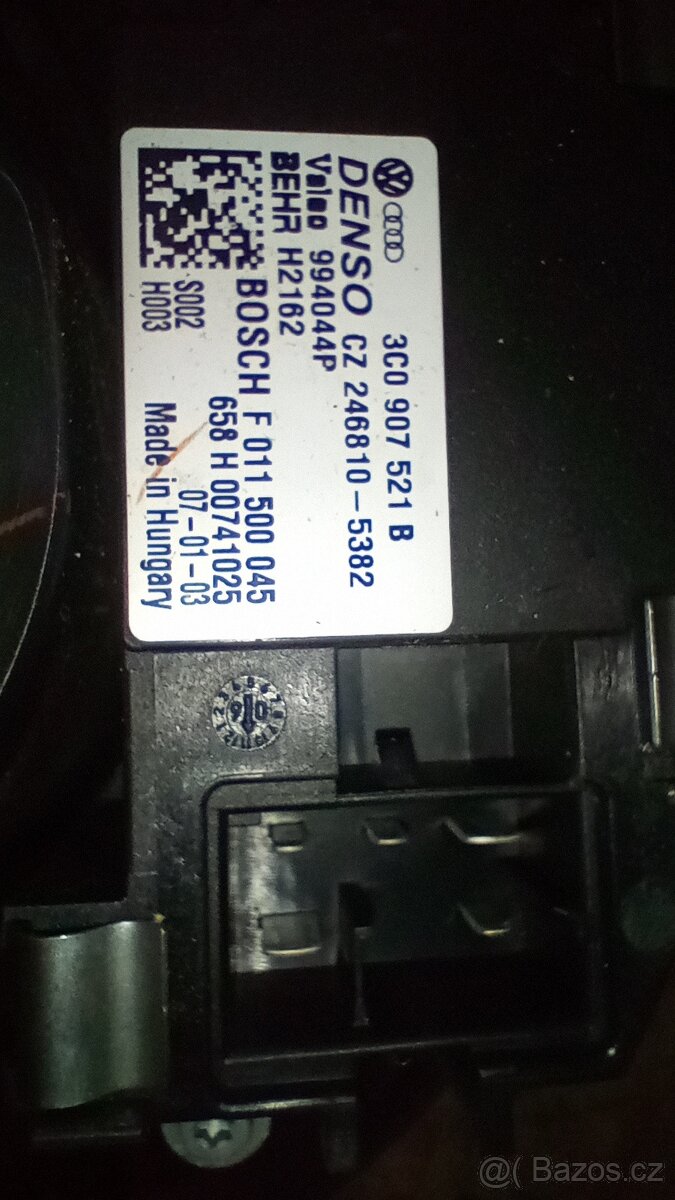 3C0 907 521 B
DENSO CZ 246810-5382
Valeo 994044P
BEHR H2162
BOSCH F 011 500 045
658 H 00741025
S002 07-01-03
H003 Made in Hungary
@( Bazos.cz